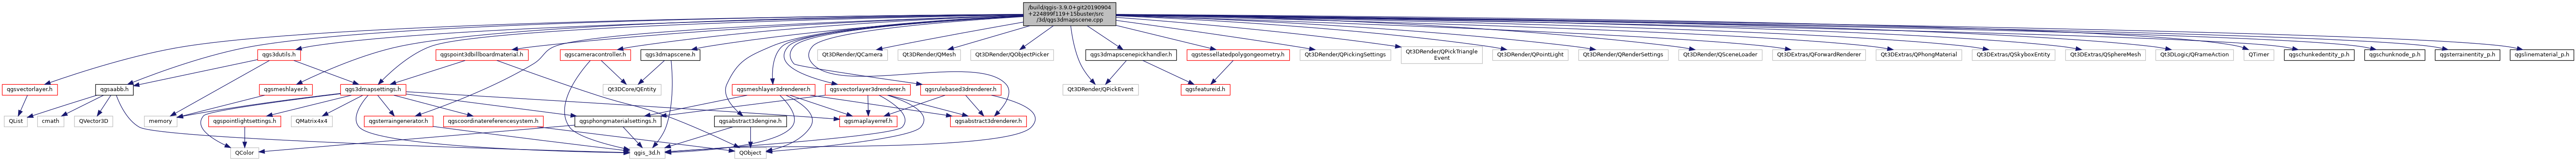 /build/qgis-3.9.0+git20190904
+224899f119+15buster/src
/3d/qgs3dmapscene.cpp
qgs3dutils.h
qgspoint3dbillboardmaterial.h
qgscameracontroller.h
qgs3dmapscene.h
Qt3DRender/QCamera
Qt3DRender/QMesh
Qt3DRender/QObjectPicker
qgs3dmapscenepickhandler.h
qgstessellatedpolygongeometry.h
Qt3DRender/QPickingSettings
Qt3DRender/QPickTriangle
Event
Qt3DRender/QPointLight
Qt3DRender/QRenderSettings
Qt3DRender/QSceneLoader
Qt3DExtras/QForwardRenderer
Qt3DExtras/QPhongMaterial
Qt3DExtras/QSkyboxEntity
Qt3DExtras/QSphereMesh
Qt3DLogic/QFrameAction
QTimer
qgschunkedentity_p.h
qgschunknode_p.h
qgsterrainentity_p.h
qgslinematerial_p.h
qgsvectorlayer.h
qgsaabb.h
qgsmeshlayer.h
qgs3dmapsettings.h
Qt3DCore/QEntity
qgsmeshlayer3drenderer.h
qgsvectorlayer3drenderer.h
qgsrulebased3drenderer.h
Qt3DRender/QPickEvent
qgsfeatureid.h
QList
cmath
QVector3D
memory
qgspointlightsettings.h
QMatrix4x4
qgsterraingenerator.h
qgscoordinatereferencesystem.h
qgsphongmaterialsettings.h
qgsabstract3dengine.h
qgsmaplayerref.h
qgsabstract3drenderer.h
QColor
qgis_3d.h
QObject